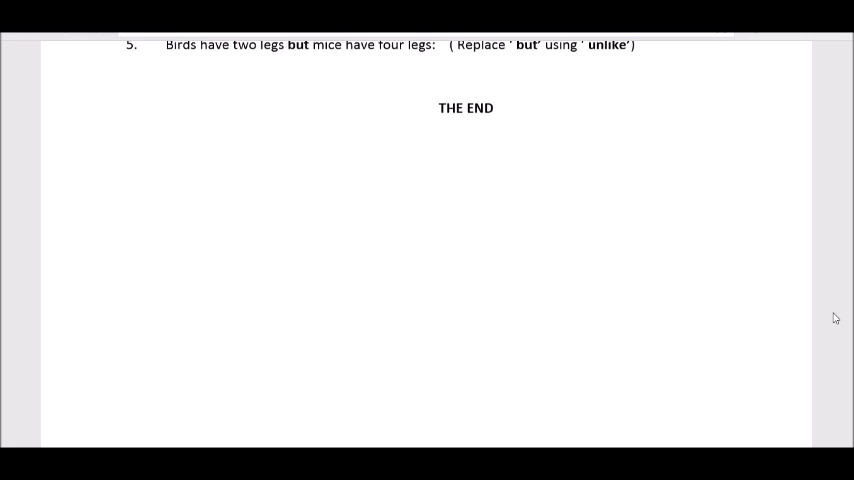 5. Birds have two legs but mice have four legs: ( Replace ‘ but’ using ‘ unlike’)
THE END